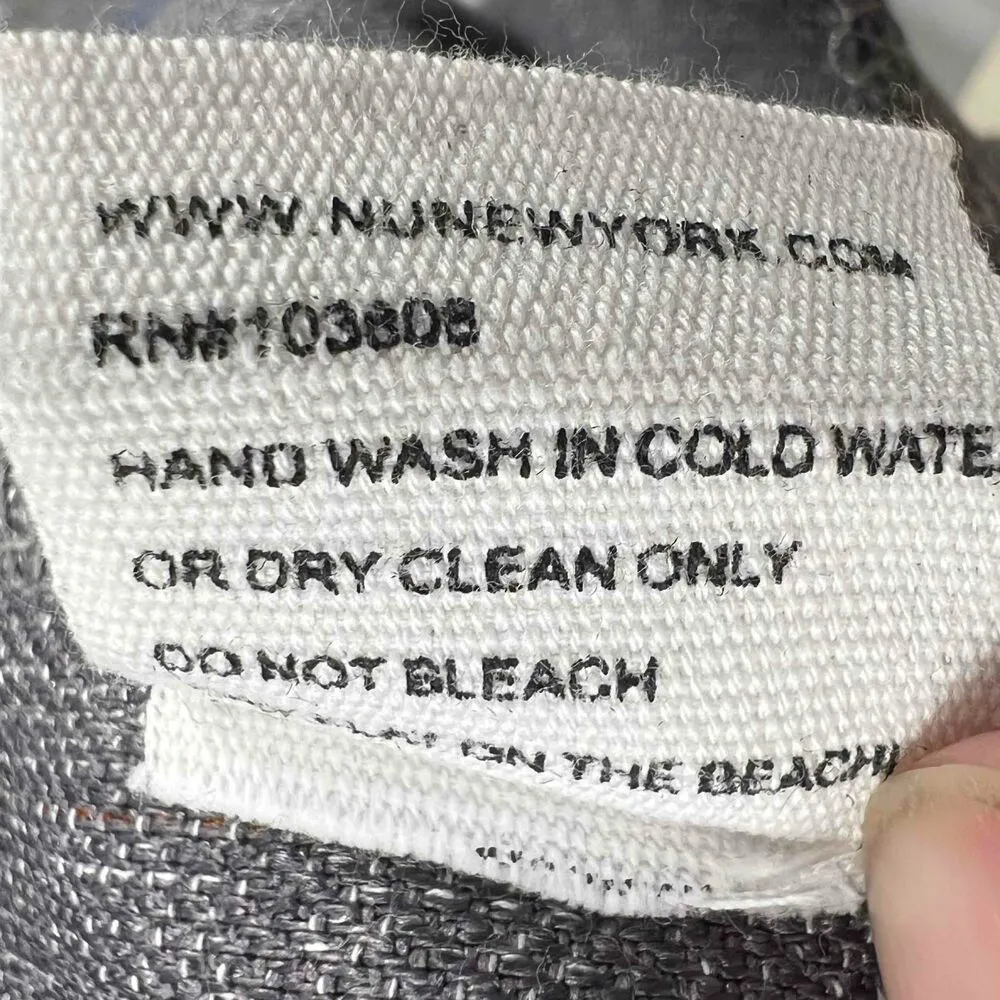 WWW.NUNEWYORK.COM
RN#103808
HAND WASH IN COLD WATE
OR DRY CLEAN ONLY
DO NOT BLEACH
ON THE BEACH